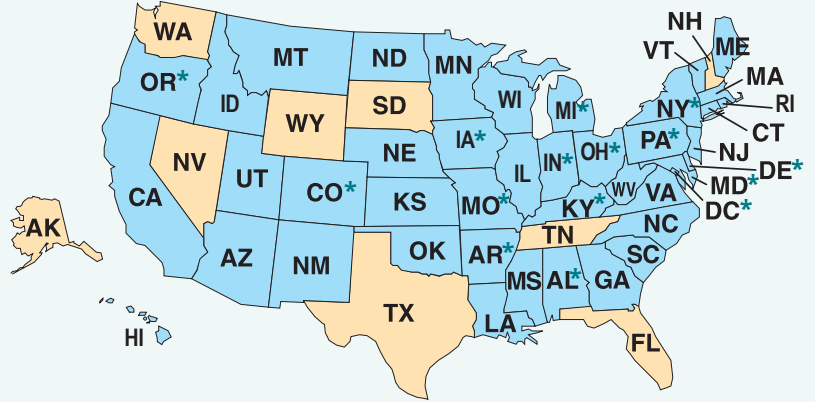 NH
WA
ME
VT
MT
ND
MN
OR*
MA
WI
ID
SD
MI*
NY*
RI
WY
CT
IA*
PA*
NE
OH*
NJ
NV
IN*
DE*
UT
IL
MD*
CO*
WV
VA
CA
KS
MO*
KY*
DC*
NC
AK
TN
OK
AR*
SC
AZ
NM
MS
AL*
GA
TX
LA
HI
FL